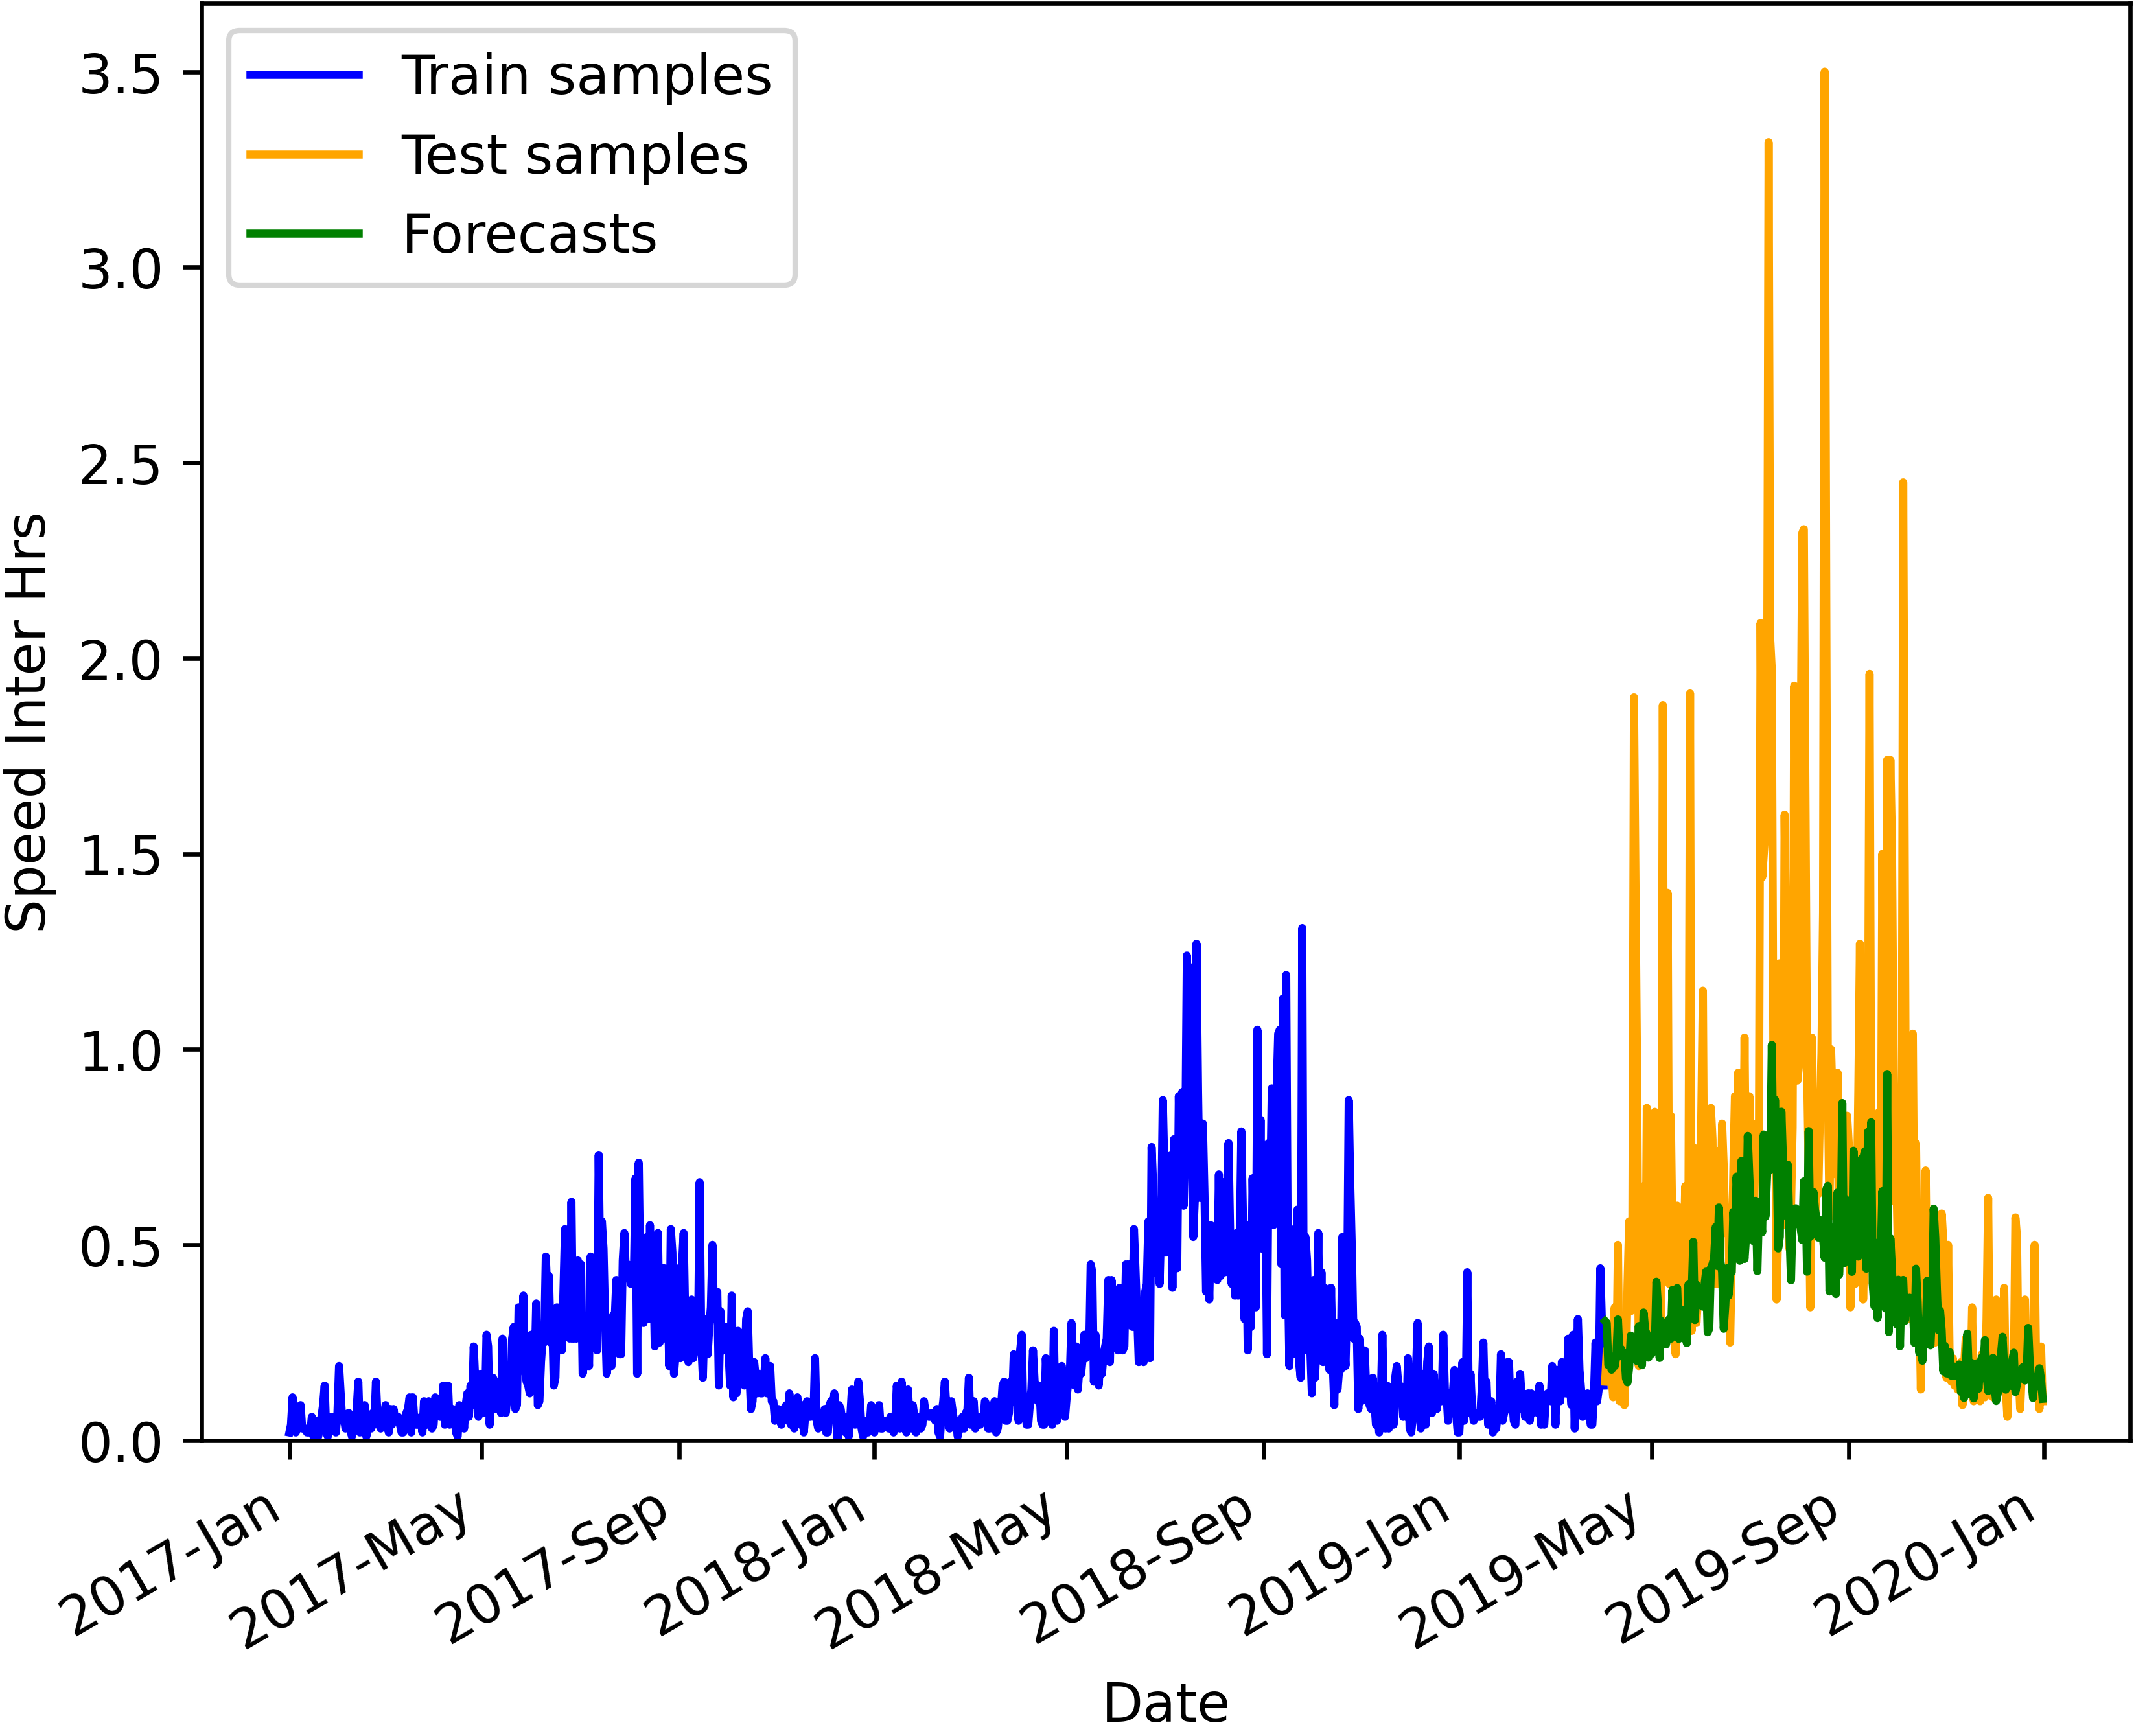 Train samples
Test samples
Forecasts
3.5
3.0
2.5
2.0
1.5
1.0
0.5
0.0
Speed Inter Hrs
2017-Jan
2017-May
2017-Sep
2018-Jan
2018-May
2018-Sep
2019-Jan
2019-May
2019-Sep
2020-Jan
Date